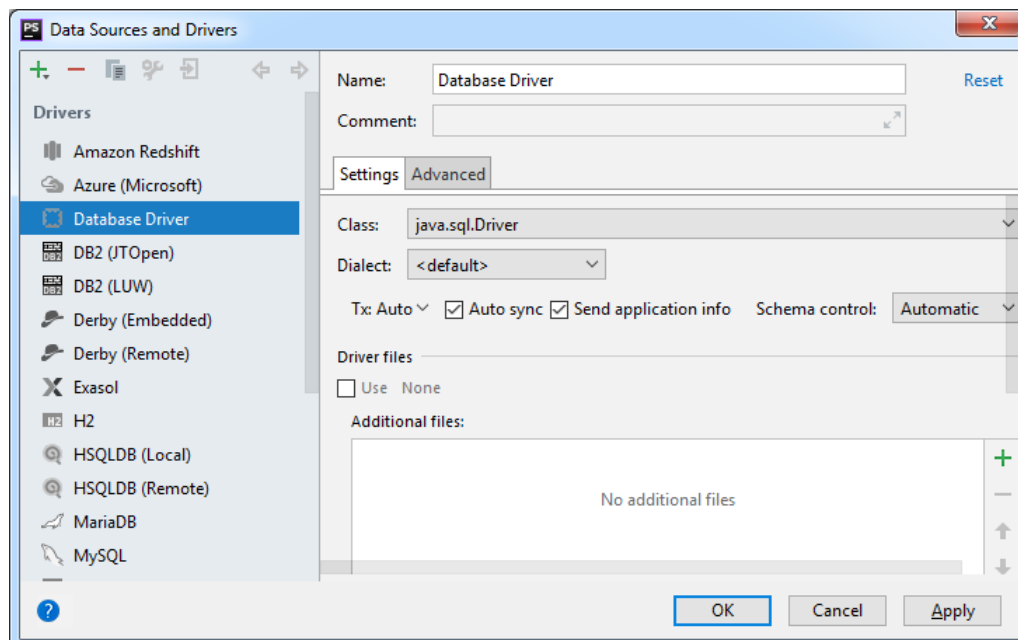 PS Data Sources and Drivers
Drivers
Amazon Redshift
Azure (Microsoft)
Database Driver
DB2 (JTOpen)
DB2 (LUW)
Derby (Embedded)
Derby (Remote)
Exasol
H2 H2
HSQLDB (Local)
HSQLDB (Remote)
MariaDB
MySQL
Name: Database Driver Reset
Comment:
Settings Advanced
Class: java.sql.Driver
Dialect: <default>
Tx: Auto Auto sync Send application info Schema control: Automatic
Driver files
Use None
Additional files:
No additional files
? OK Cancel Apply